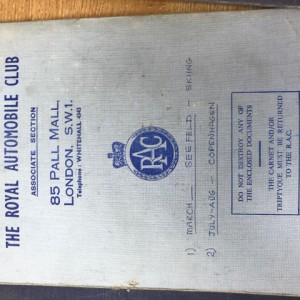 THE ROYAL AUTOMOBILE CLUB
ASSOCIATE SECTION
85 PALL MALL,
LONDON, S.W.1.
Telephone : WHITEHALL
RAC
1) MARCH — SEEFELD - SKIING
2) JULY-AUG - COPENHAGEN
DO NOT DESTROY ANY OF
THE ENCLOSED DOCUMENTS
THE CARNET AND/OR
TRIPTYQUE MUST BE RETURNED
TO THE R.A.C.